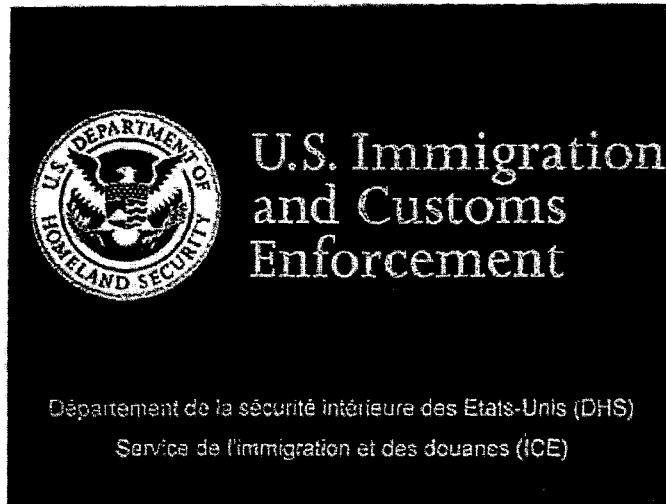 U.S. DEPARTMENT OF
HOMELAND SECURITY
U.S. Immigration
and Customs
Enforcement
Département de la sécurité intérieure des Etats-Unis (DHS)
Service de l'immigration et des douanes (ICE)